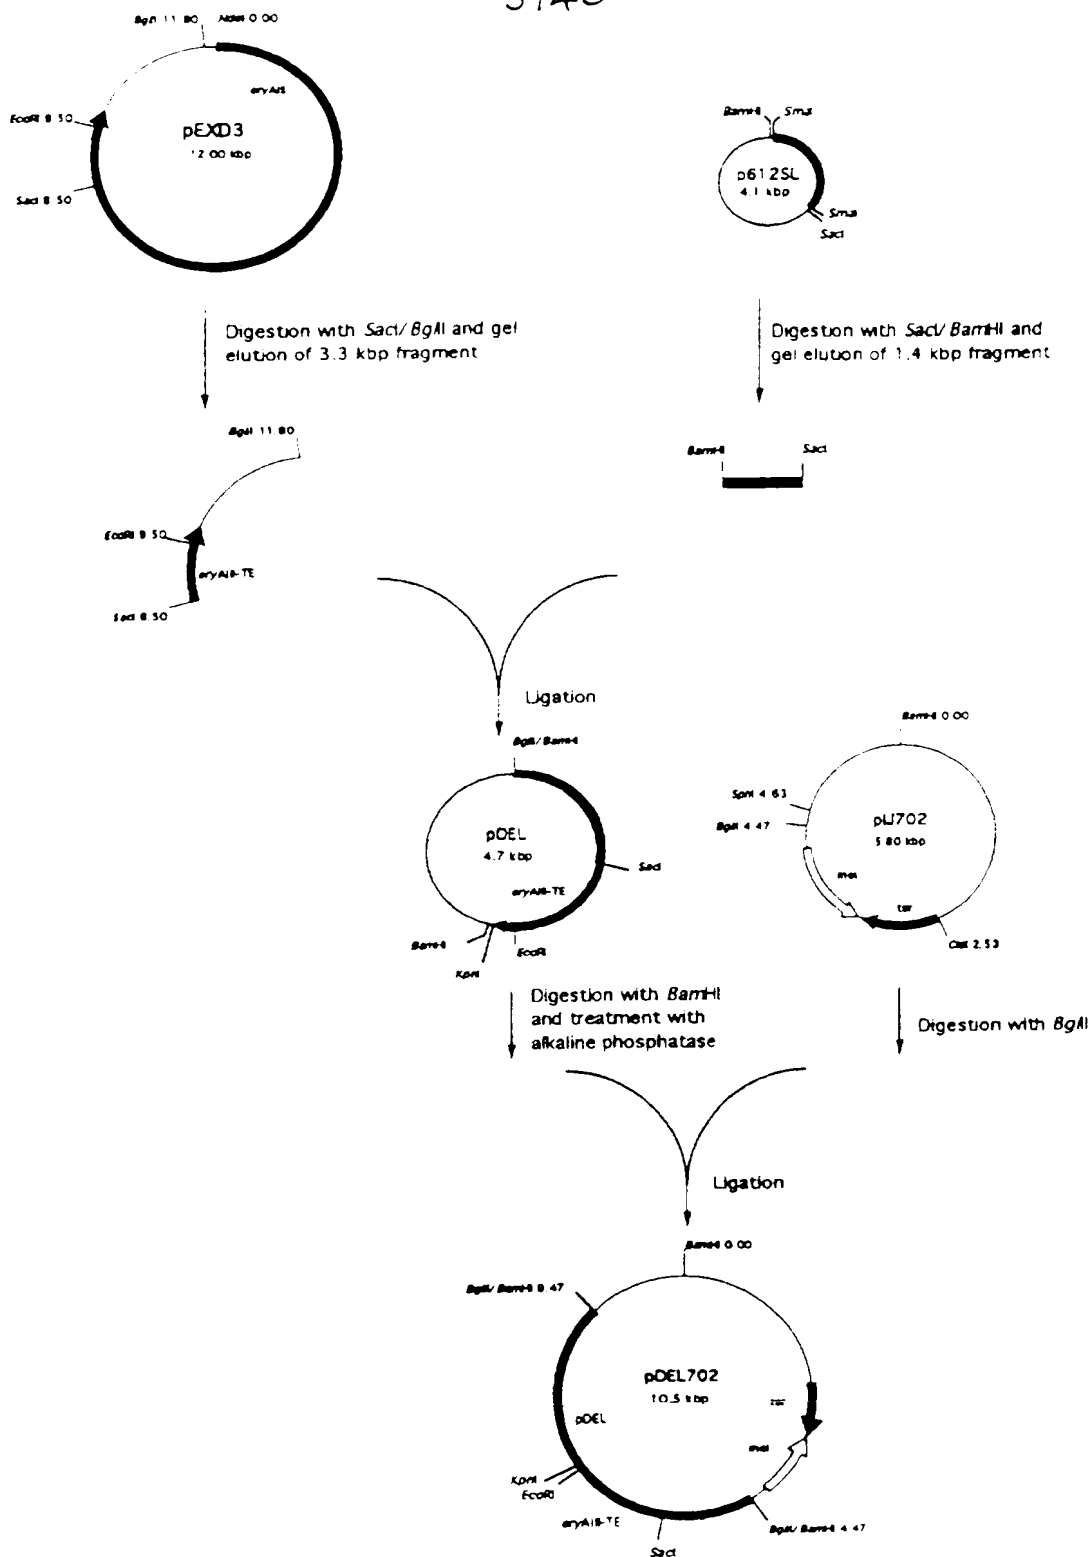 BglII 11.80 NdeI 0.00
eryAIII
EcoRI 9.50
pEXD3
12.00 kbp
SacI 8.50
BamHI SmaI
p612SL
4.1 kbp
SmaI
SacI
Digestion with SacI/BglII and gel
elution of 3.3 kbp fragment
Digestion with SacI/BamHI and
gel elution of 1.4 kbp fragment
BglII 11.80
BamHI SacI
EcoRI 9.50
eryAIII-TE
SacI 8.50
Ligation
BglII/BamHI
BamHI 0.00
SphI 4.63
BglII 4.47
pDEL
4.7 kbp
pIJ702
5.80 kbp
SacI
eryAIII-TE
mel
tsr
BamHI
KpnI
EcoRI
ClaI 2.53
Digestion with BamHI
and treatment with
alkaline phosphatase
Digestion with BglII
Ligation
BamHI 0.00
BglII/BamHI 9.47
pDEL702
10.5 kbp
tsr
pDEL
mel
KpnI
EcoRI
eryAIII-TE
SacI
BglII/BamHI 4.47